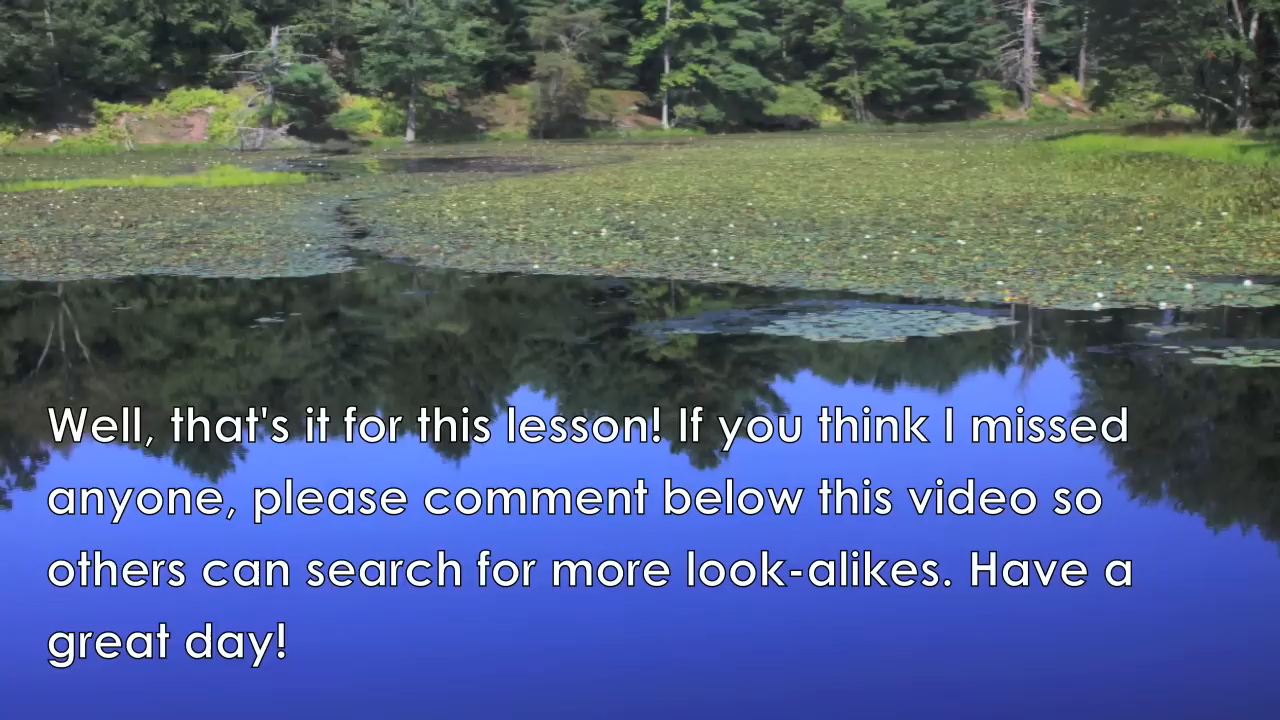 Well, that's it for this lesson! If you think I missed
anyone, please comment below this video so
others can search for more look-alikes. Have a
great day!